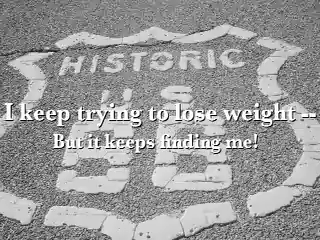 HISTORIC
I keep trying to lose weight --
U S
But it keeps finding me!
66